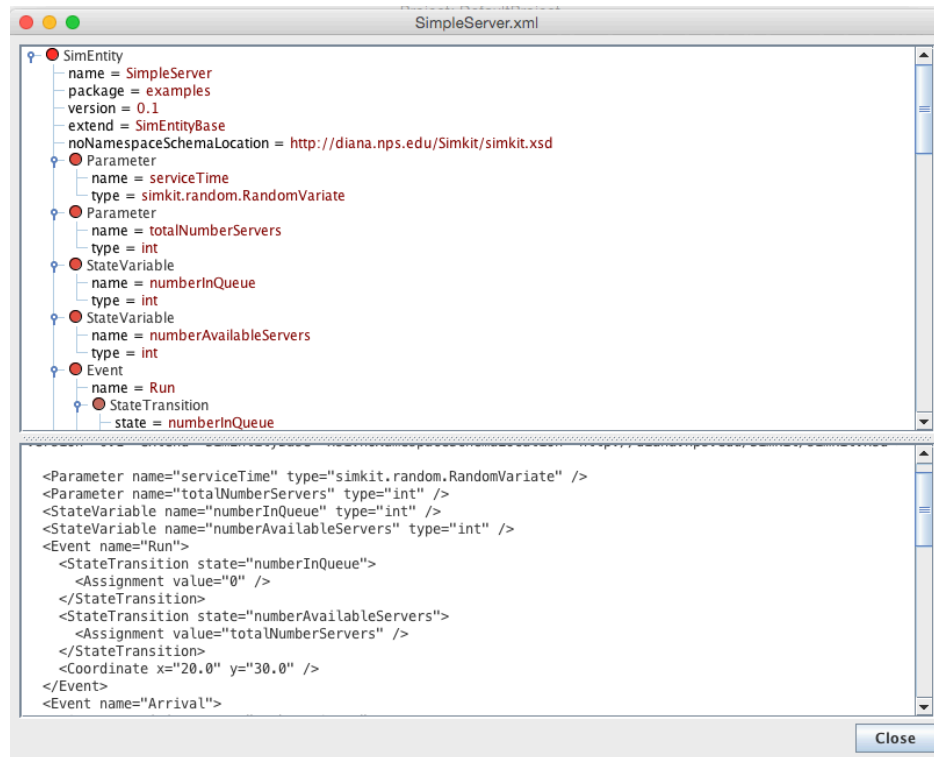 SimpleServer.xml
SimEntity
name = SimpleServer
package = examples
version = 0.1
extend = SimEntityBase
noNamespaceSchemaLocation = http://diana.nps.edu/Simkit/simkit.xsd
Parameter
name = serviceTime
type = simkit.random.RandomVariate
Parameter
name = totalNumberServers
type = int
StateVariable
name = numberInQueue
type = int
StateVariable
name = numberAvailableServers
type = int
Event
name = Run
StateTransition
state = numberInQueue
<Parameter name="serviceTime" type="simkit.random.RandomVariate" />
<Parameter name="totalNumberServers" type="int" />
<StateVariable name="numberInQueue" type="int" />
<StateVariable name="numberAvailableServers" type="int" />
<Event name="Run">
<StateTransition state="numberInQueue">
<Assignment value="0" />
</StateTransition>
<StateTransition state="numberAvailableServers">
<Assignment value="totalNumberServers" />
</StateTransition>
<Coordinate x="20.0" y="30.0" />
</Event>
<Event name="Arrival">
Close